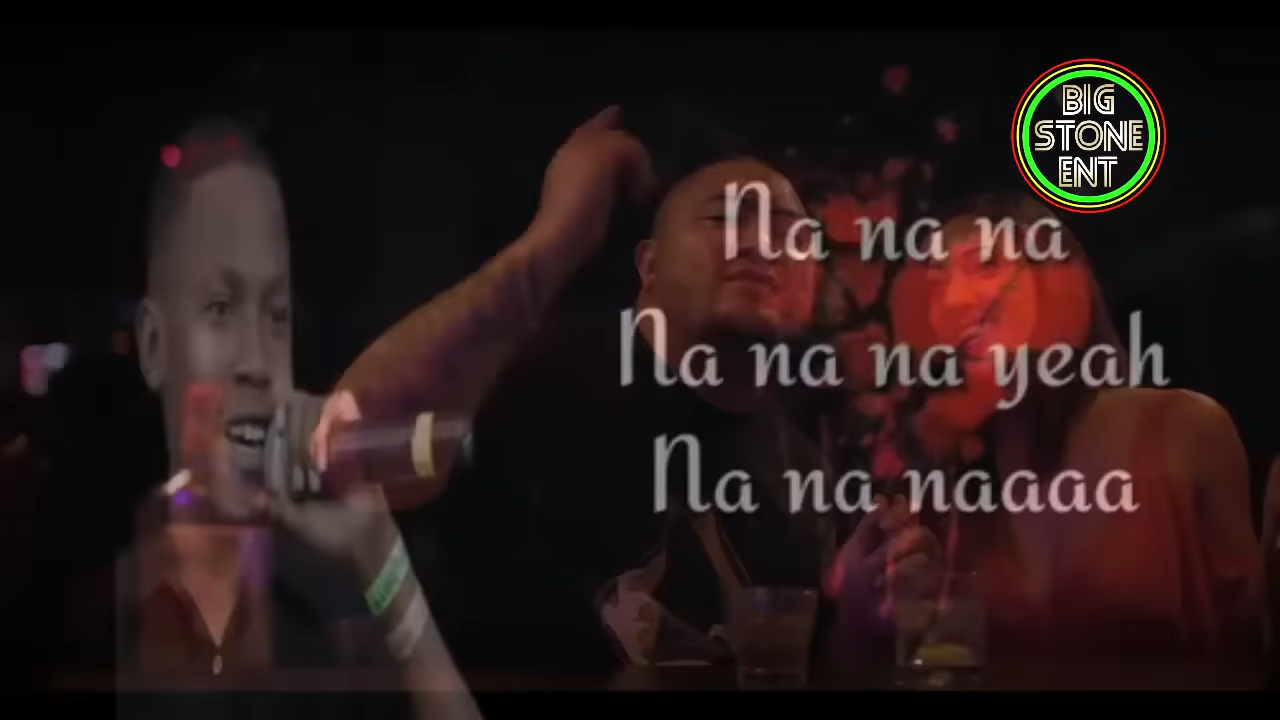 BIG
STONE
ENT
Na na na
Na na na yeah
Na na naaaa